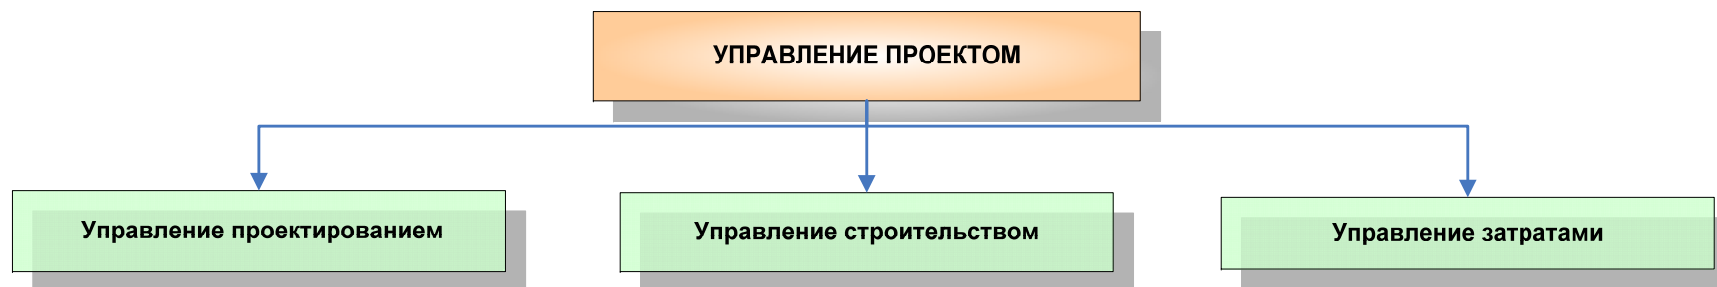 УПРАВЛЕНИЕ ПРОЕКТОМ
Управление проектированием
Управление строительством
Управление затратами